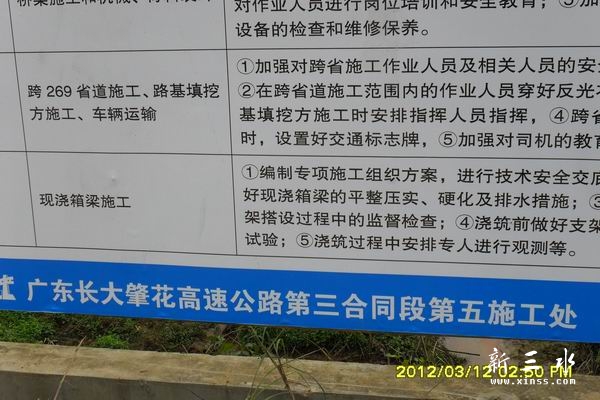 对作业人员进行岗位培训和安全教育；③加
设备的检查和维修保养。
跨 269 省道施工、路基填挖
方施工、车辆运输
①加强对跨省施工作业人员及相关人员的安
②在跨省道施工范围内的作业人员穿好反光
基填挖方施工时安排指挥人员指挥，④跨
时，设置好交通标志牌，⑤加强对司机的教
现浇箱梁施工
①编制专项施工组织方案，进行技术安全交底
好现浇箱梁的平整压实、硬化及排水措施；③
架搭设过程中的监督检查；④浇筑前做好支架
试验；⑤浇筑过程中安排专人进行观测等。
广东长大肇花高速公路第三合同段第五施工处
2012/03/12 02:50 PM
新三水
www.xinss.com